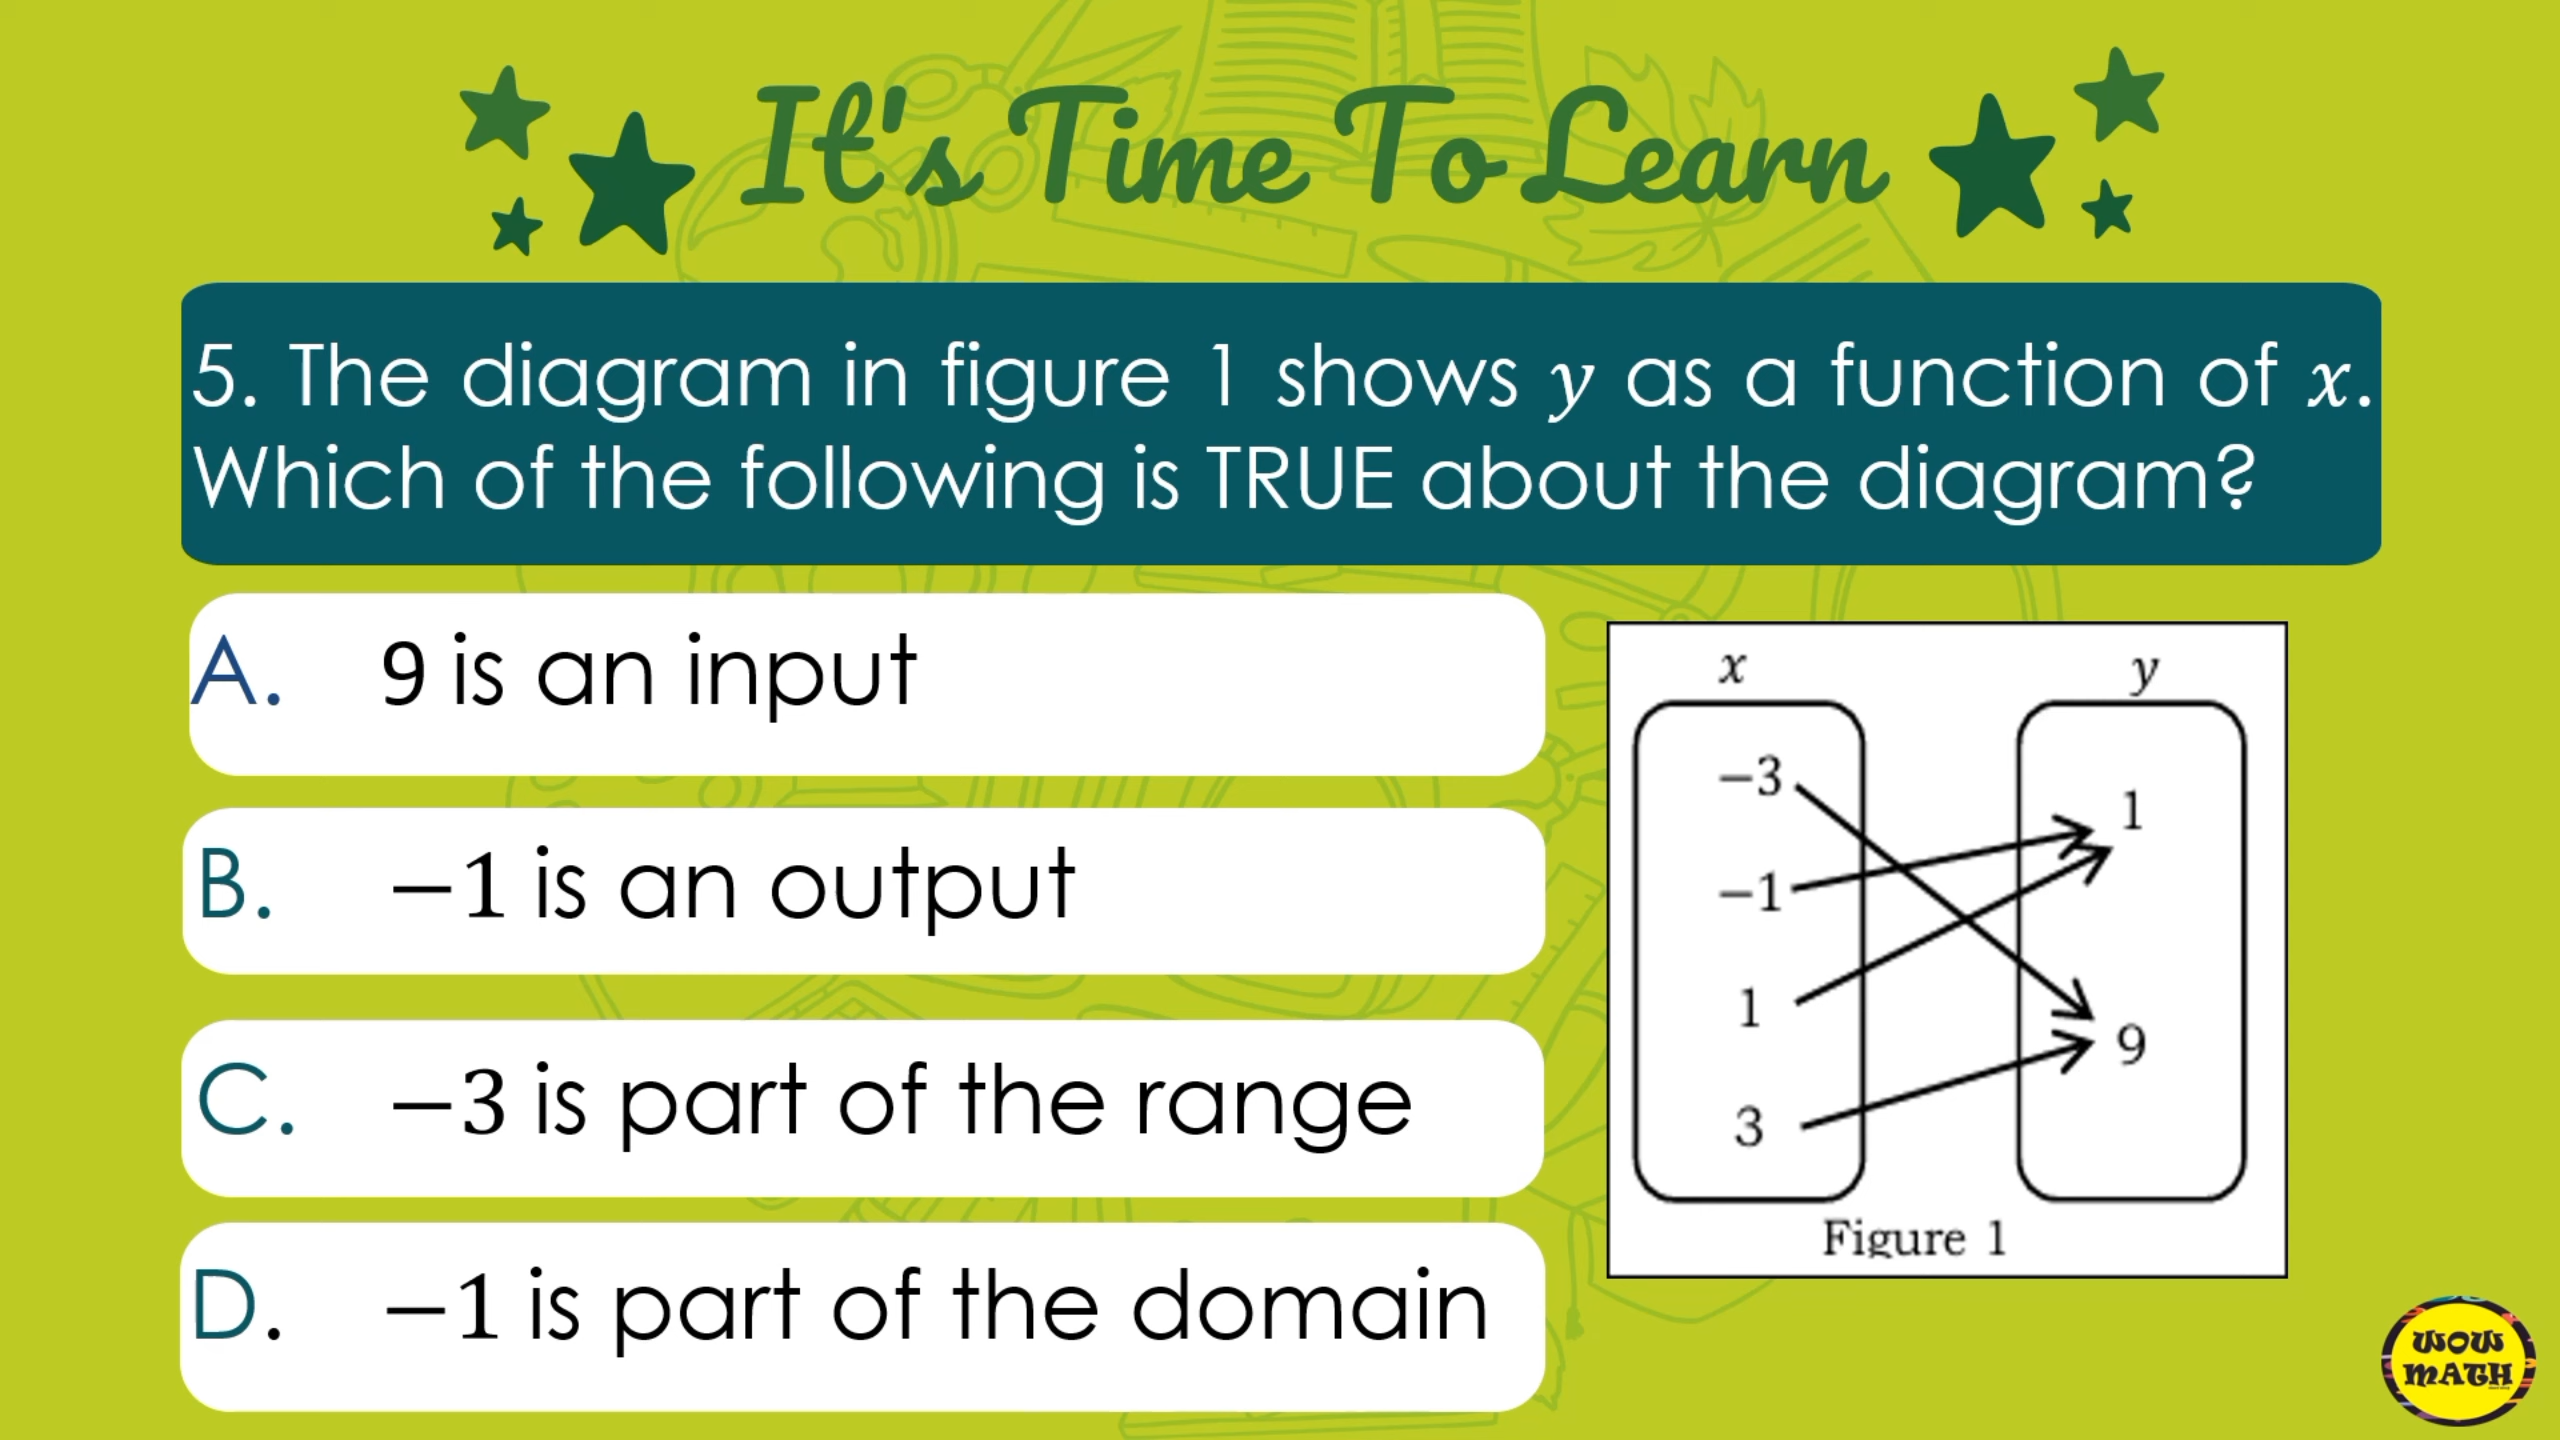 It's Time To Learn
5. The diagram in figure 1 shows y as a function of x.
Which of the following is TRUE about the diagram?
A. 9 is an input
B. −1 is an output
C. −3 is part of the range
D. −1 is part of the domain
x y
−3
1
−1
1
9
3
Figure 1
WOW
MATH